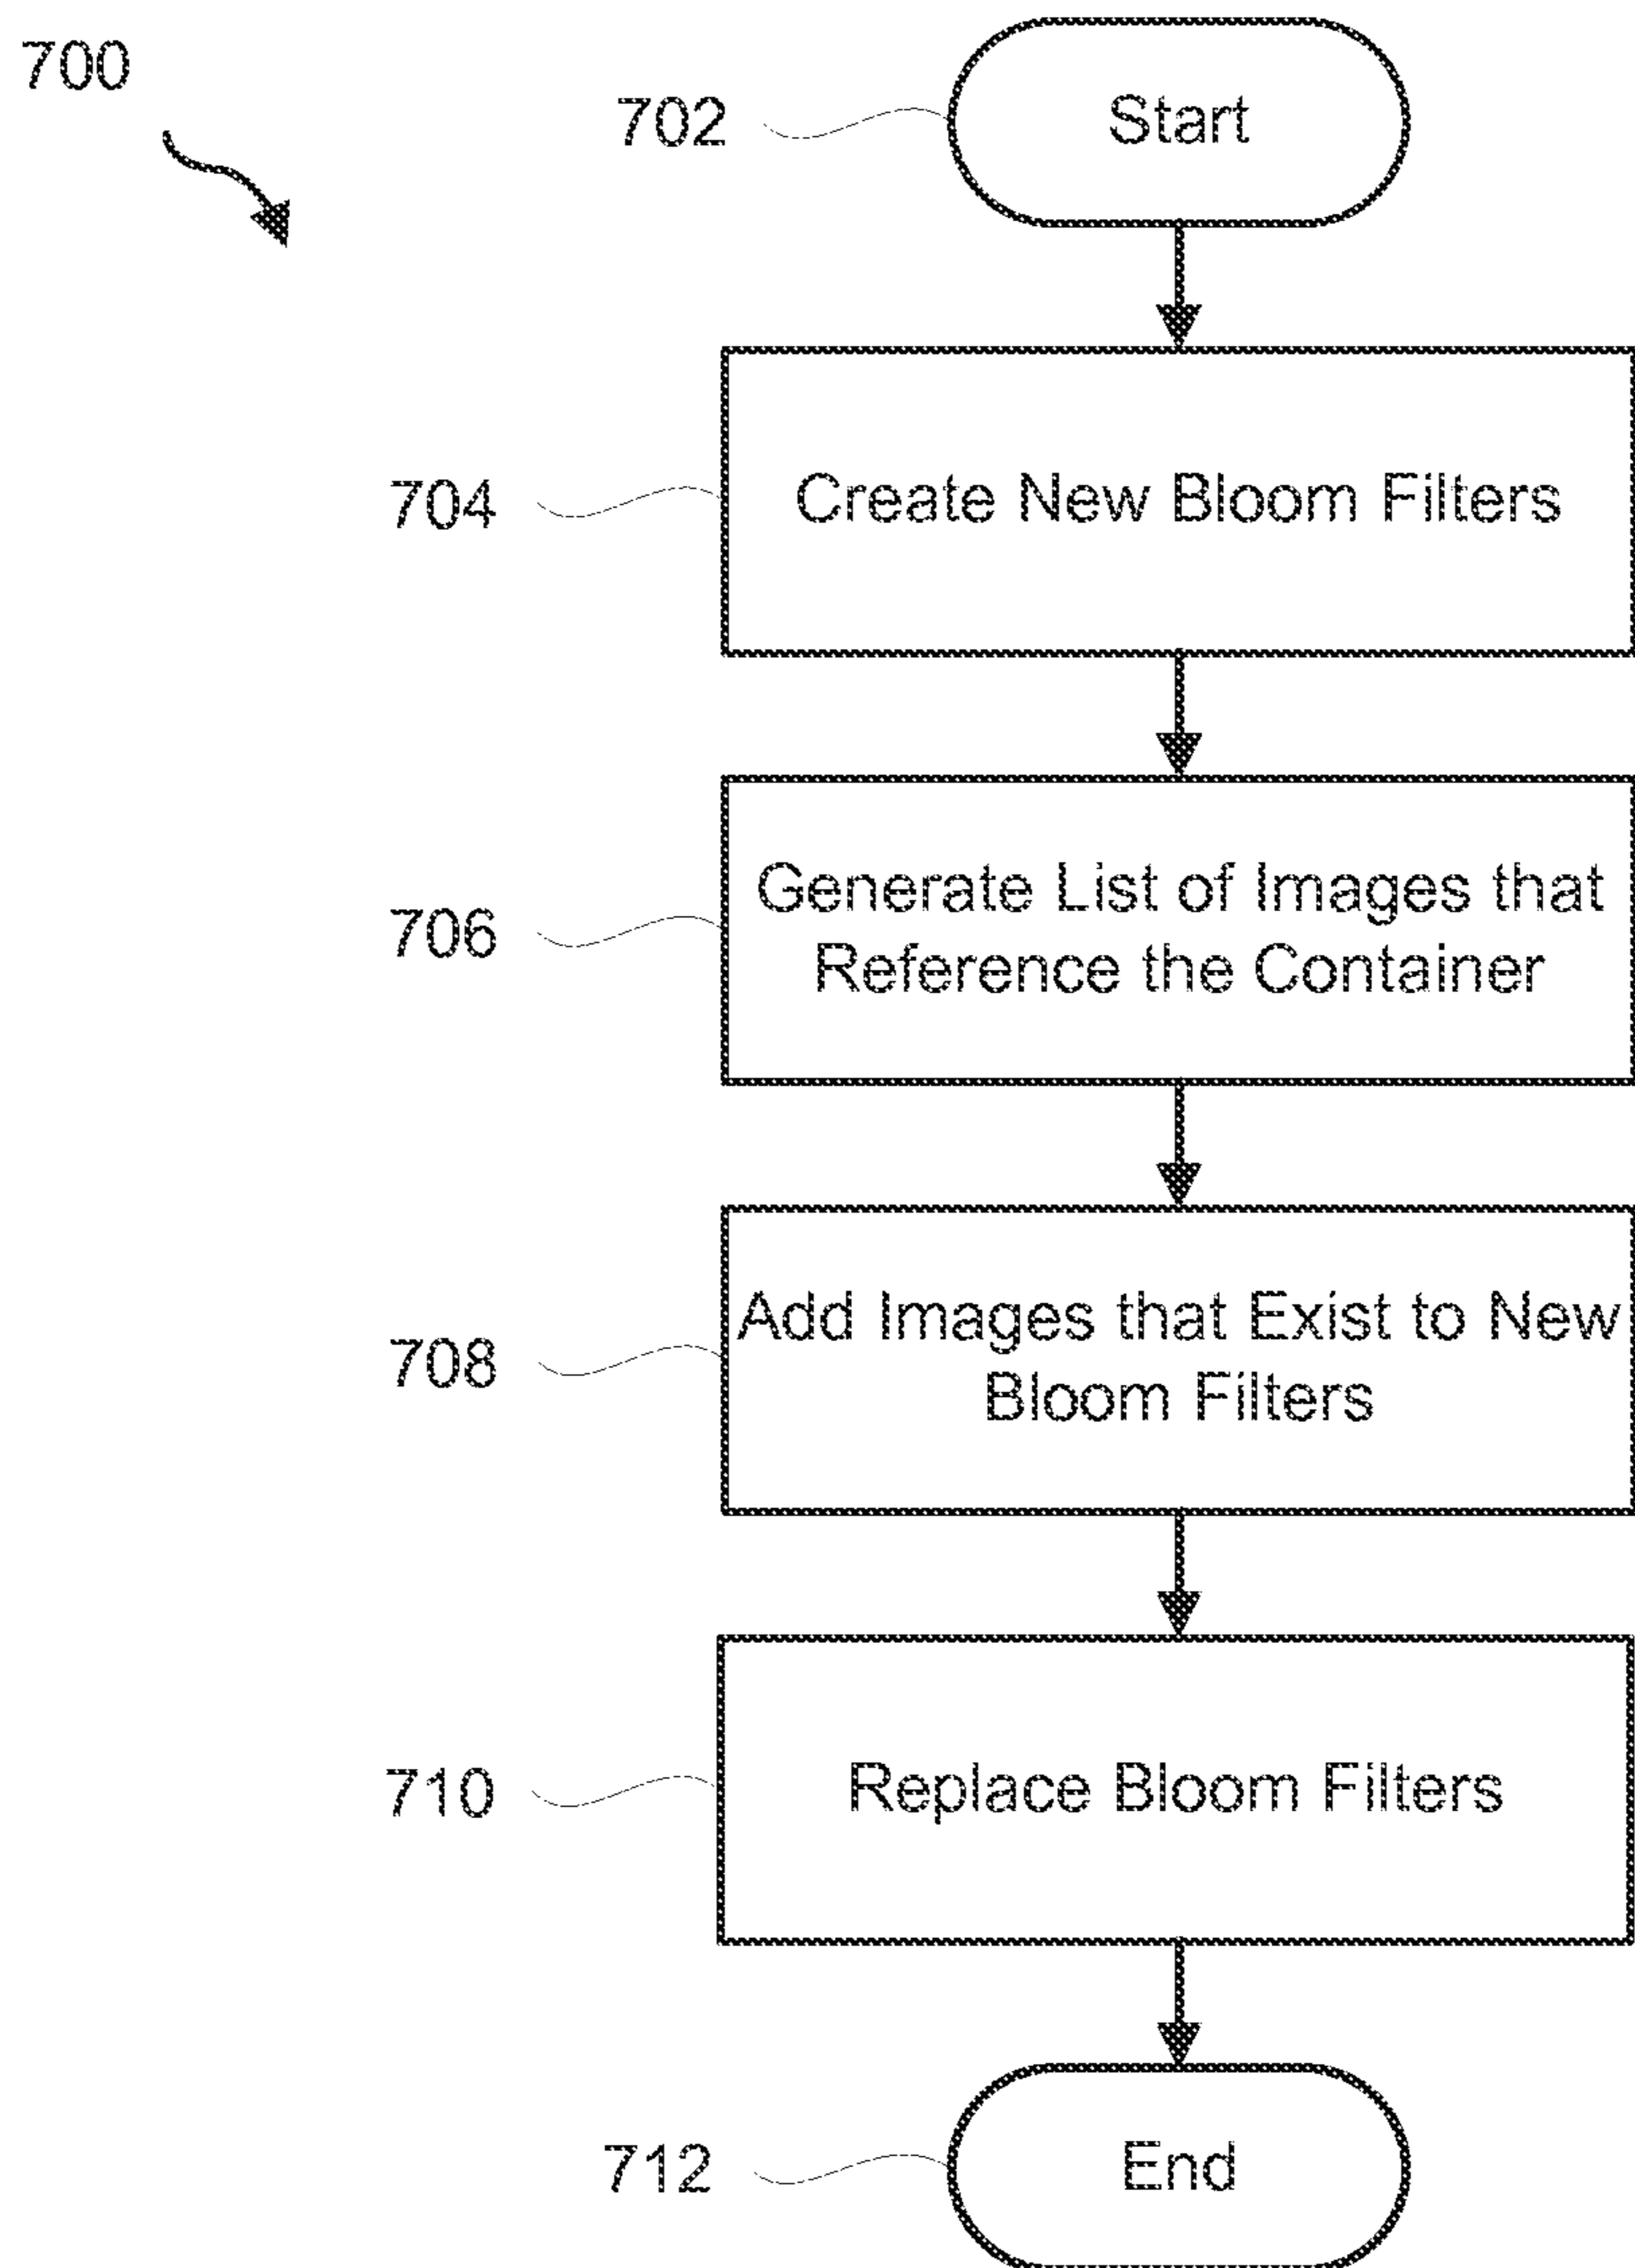 700
702
Start
704
Create New Bloom Filters
706
Generate List of Images that
Reference the Container
708
Add Images that Exist to New
Bloom Filters
710
Replace Bloom Filters
712
End